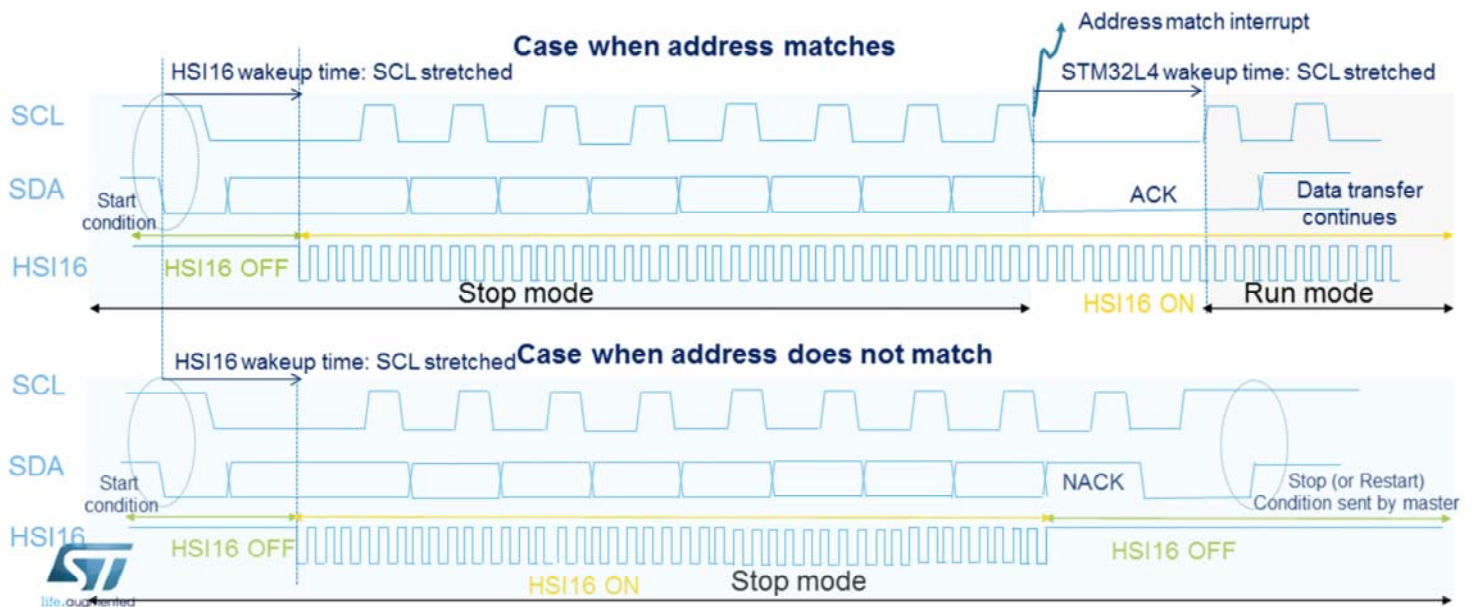 Address match interrupt
Case when address matches
HSI16 wakeup time: SCL stretched
STM32L4 wakeup time: SCL stretched
SCL
SDA
Start
condition
ACK
Data transfer
continues
HSI16
HSI16 OFF
Stop mode
HSI16 ON
Run mode
HSI16 wakeup time: SCL stretched
Case when address does not match
SCL
SDA
Start
condition
NACK
Stop (or Restart)
Condition sent by master
HSI16
HSI16 OFF
HSI16 OFF
HSI16 ON
Stop mode
ST
life.augmented